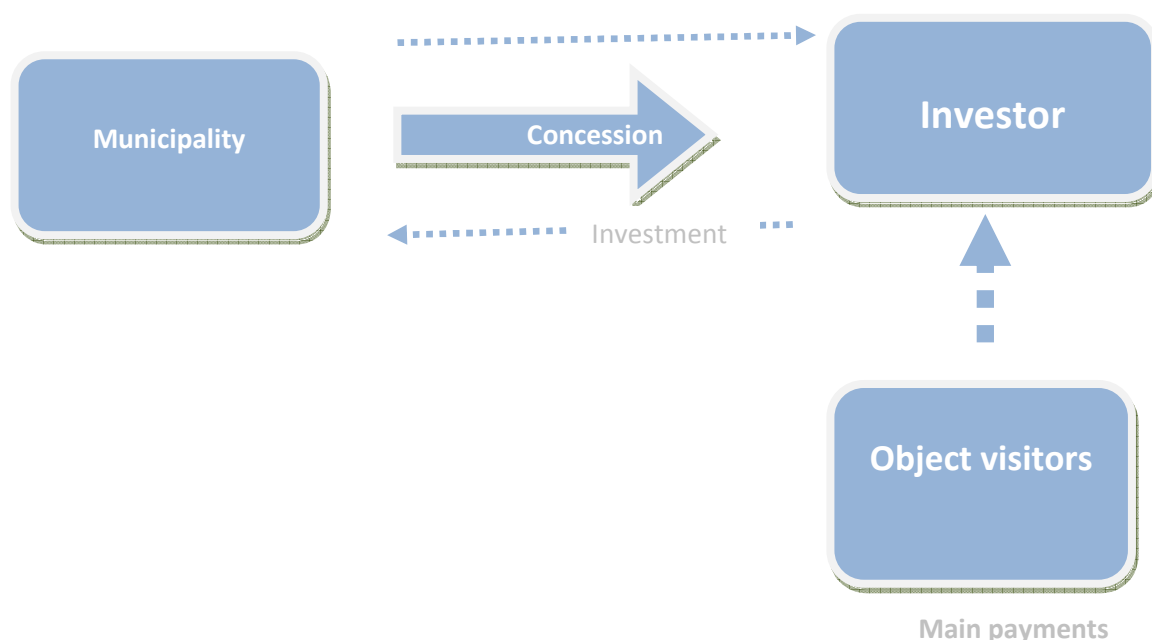 Municipality
Concession
Investor
Investment
Object visitors
Main payments